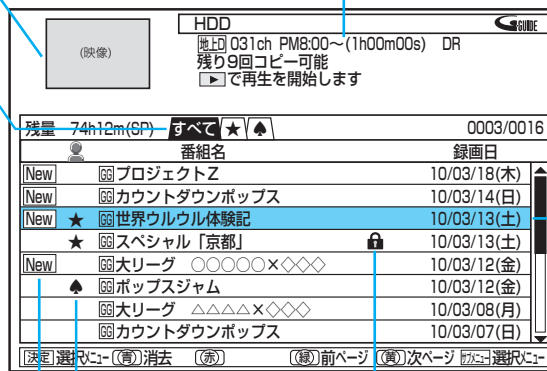 HDD
GGUIDE
(映像)
地上D 031ch PM8:00～(1h00m00s) DR
残り9回コピー可能
▶で再生を開始します
残量 74h12m(SP) すべて ★ ♠ 0003/0016
番組名 録画日
New GG プロジェクトZ 10/03/18(木)
New GG カウントダウンポップス 10/03/14(日)
New ★ GG 世界ウルウル体験記 10/03/13(土)
★ GG スペシャル「京都」 10/03/13(土)
New GG 大リーグ ○○○○○×◇◇◇ 10/03/12(金)
♠ GG ポップスジャム 10/03/12(金)
GG 大リーグ △△△△×◇◇◇ 10/03/08(月)
GG カウントダウンポップス 10/03/07(日)
決定 選択メニュー (青)消去 (赤) (緑)前ページ (黄)次ページ サブメニュー 選択メニュー